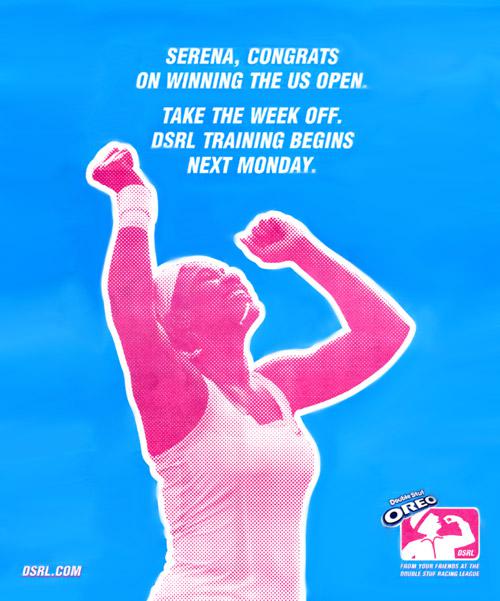 SERENA, CONGRATS
ON WINNING THE US OPEN.
TAKE THE WEEK OFF.
DSRL TRAINING BEGINS
NEXT MONDAY.
Double Stuf
OREO
DSRL
FROM YOUR FRIENDS AT THE
DOUBLE STUF RACING LEAGUE
DSRL.COM